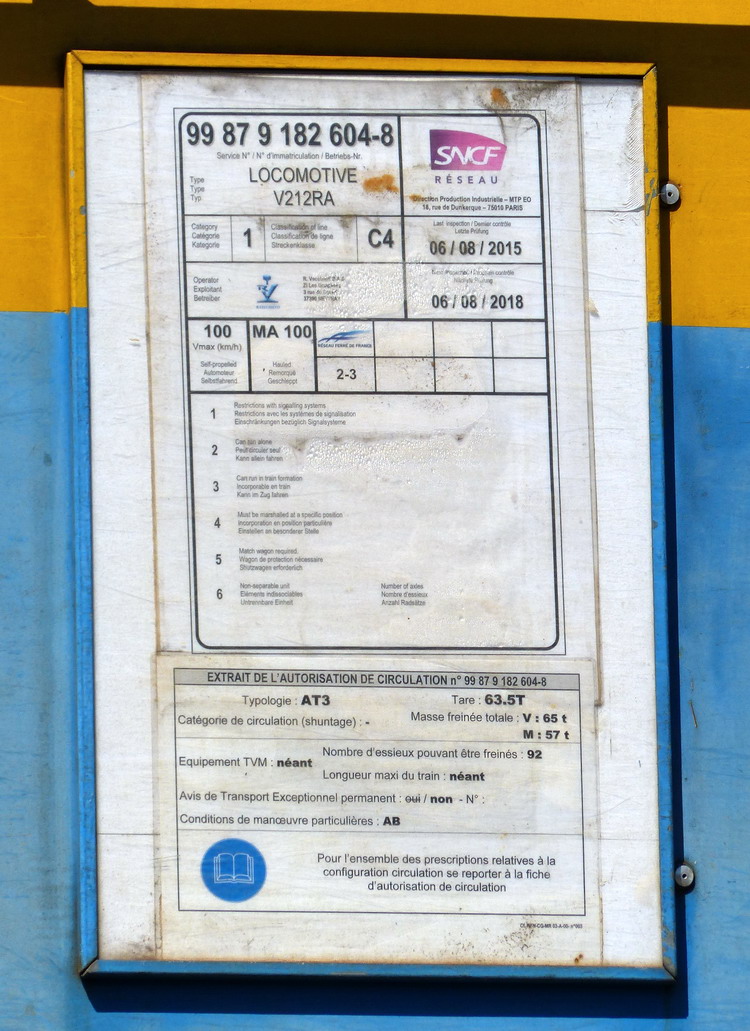 99 87 9 182 604-8
Service N° / N° d'immatriculation / Betriebs-Nr.
Type
Type
Typ
LOCOMOTIVE
V212RA
SNCF
RÉSEAU
Direction Production Industrielle – MTP EO
18, rue de Dunkerque – 75010 PARIS
Category
Catégorie
Kategorie
1
Classification of line
Classification de ligne
Streckenklasse
C4
Last inspection / Dernier contrôle
Letzte Prüfung
06 / 08 / 2015
Operator
Exploitant
Betreiber
06 / 08 / 2018
100
Vmax (km/h)
MA 100
RÉSEAU FERRÉ DE FRANCE
Self-propelled
Automoteur
Selbstfahrend
Hauled
Remorqué
Geschleppt
2-3
1
Restrictions with signalling systems
Restrictions avec les systèmes de signalisation
Einschränkungen bezüglich Signalsysteme
2
Can run alone
Peut circuler seul
Kann allein fahren
3
Can run in train formation
Incorporable en train
Kann im Zug fahren
4
Must be marshalled at a specific position
Incorporation en position particulière
Einstellen an besonderer Stelle
5
Match wagon required
Wagon de protection nécessaire
Shutzwagen erforderlich
6
Non-separable unit
Eléments indissociables
Untrennbare Einheit
Number of axles
Nombre d'essieux
Anzahl Radsätze
EXTRAIT DE L'AUTORISATION DE CIRCULATION n° 99 87 9 182 604-8
Typologie : AT3
Tare : 63.5T
Catégorie de circulation (shuntage) : -
Masse freinée totale : V : 65 t
M : 57 t
Equipement TVM : néant
Nombre d'essieux pouvant être freinés : 92
Longueur maxi du train : néant
Avis de Transport Exceptionnel permanent : oui / non - N° :
Conditions de manœuvre particulières : AB
Pour l'ensemble des prescriptions relatives à la
configuration circulation se reporter à la fiche
d'autorisation de circulation